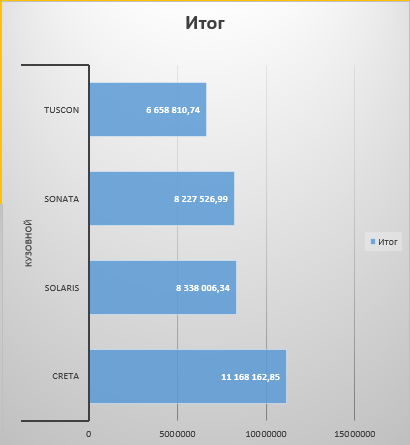 Итог
TUSCON
6 658 810,74
SONATA
8 227 526,99
КУЗОВНОЙ
Итог
SOLARIS
8 338 006,34
CRETA
11 168 162,85
0 5000000 10000000 15000000